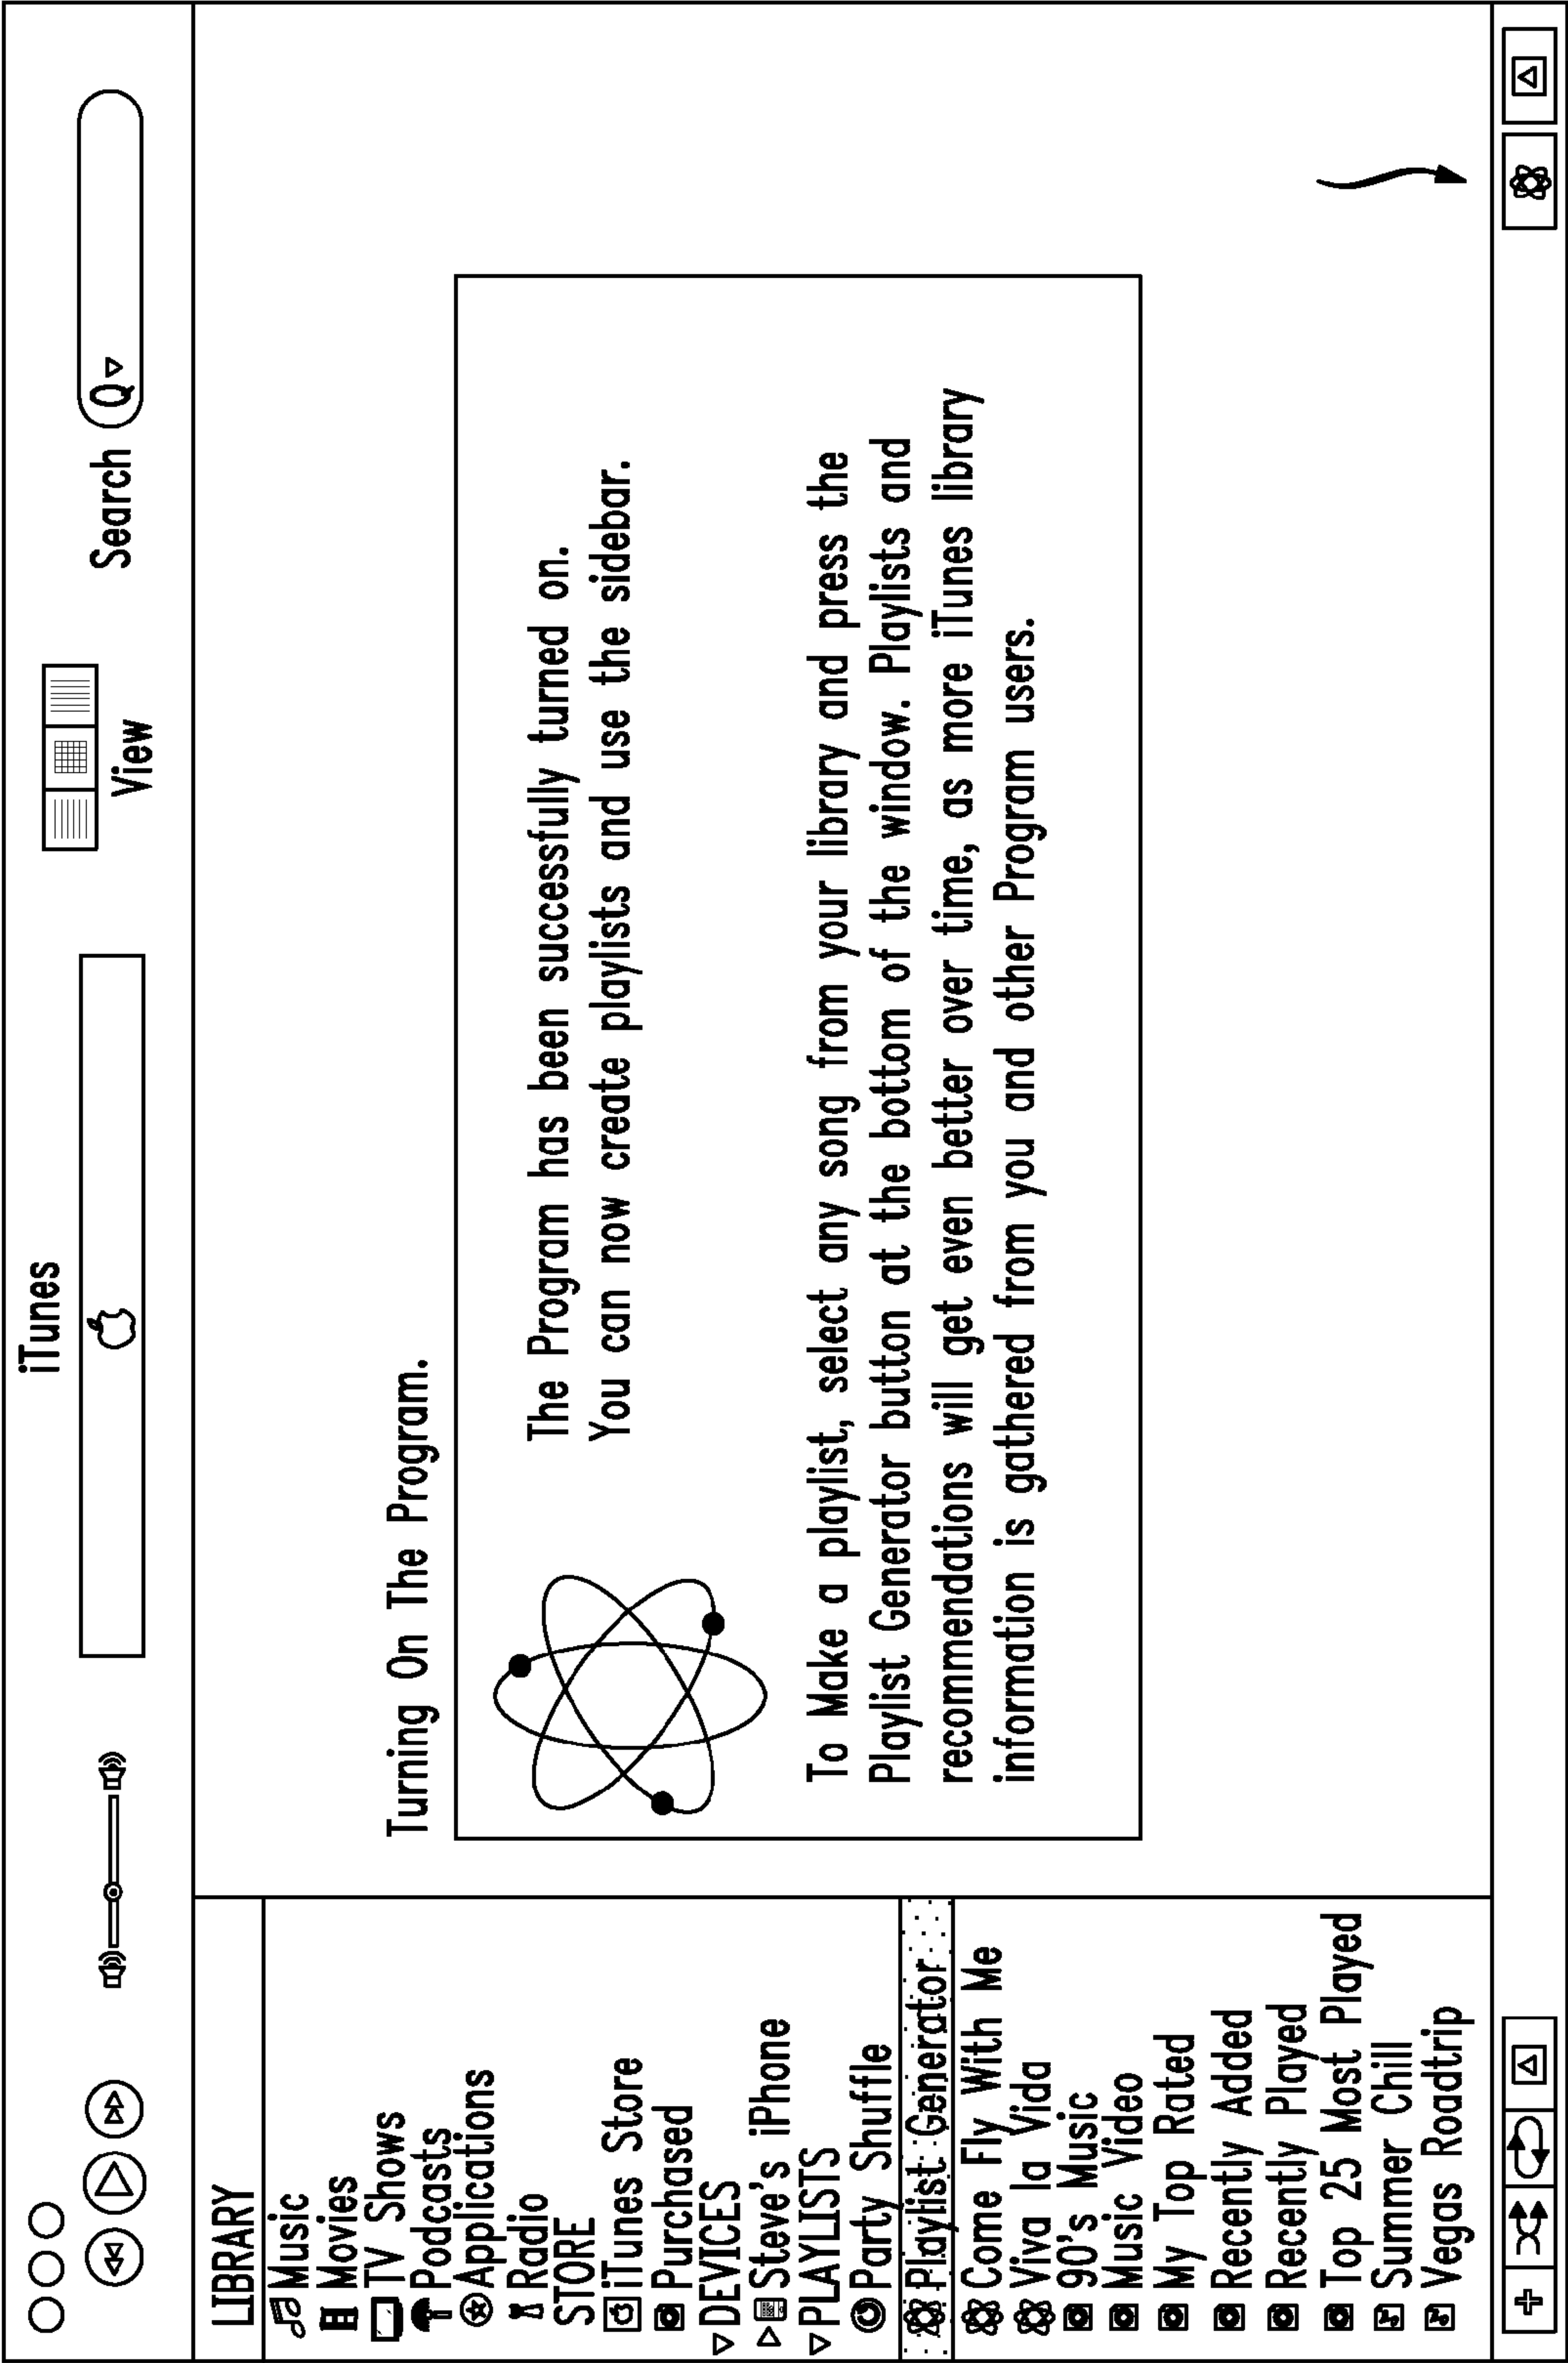 iTunes
View
Search
LIBRARY
Music
Movies
TV Shows
Podcasts
Applications
Radio
STORE
iTunes Store
Purchased
DEVICES
Steve's iPhone
PLAYLISTS
Party Shuffle
Playlist Generator
Come Fly With Me
Viva la Vida
90's Music
Music Video
My Top Rated
Recently Added
Recently Played
Top 25 Most Played
Summer Chill
Vegas Roadtrip
Turning On The Program.
The Program has been successfully turned on.
You can now create playlists and use the sidebar.
To Make a playlist, select any song from your library and press the
Playlist Generator button at the bottom of the window. Playlists and
recommendations will get even better over time, as more iTunes library
information is gathered from you and other Program users.